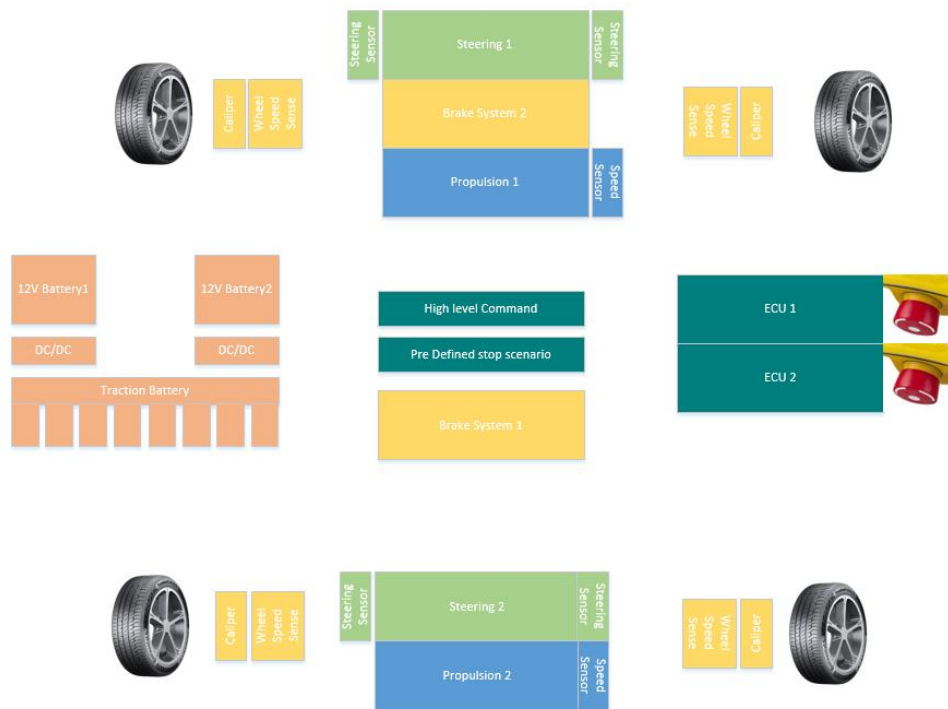 Steering
Sensor
Steering 1
Steering
Sensor
Caliper
Wheel
Speed
Sense
Brake System 2
Wheel
Speed
Sense
Caliper
Propulsion 1
Speed
Sensor
12V Battery1
12V Battery2
DC/DC
DC/DC
Traction Battery
High level Command
Pre Defined stop scenario
Brake System 1
ECU 1
ECU 2
Steering
Sensor
Steering 2
Steering
Sensor
Caliper
Wheel
Speed
Sense
Wheel
Speed
Sense
Caliper
Propulsion 2
Speed
Sensor